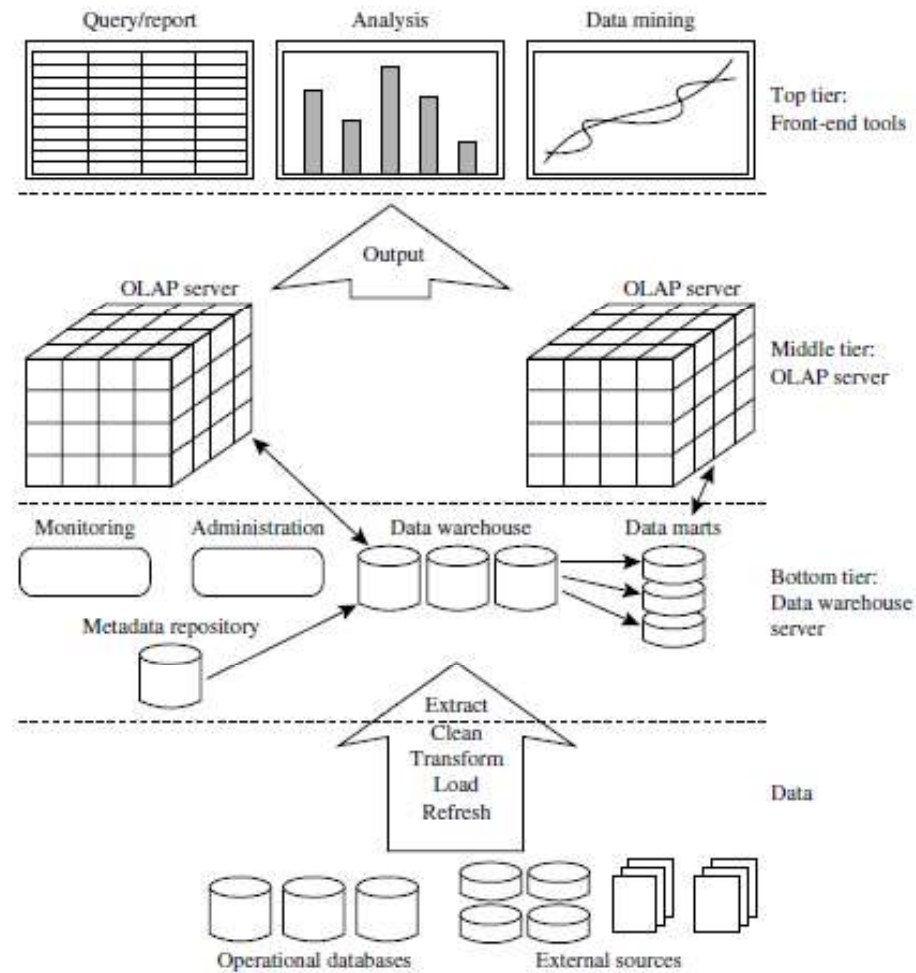 Query/report
Analysis
Data mining
Top tier:
Front-end tools
Output
OLAP server
OLAP server
Middle tier:
OLAP server
Monitoring
Administration
Data warehouse
Data marts
Bottom tier:
Data warehouse
server
Metadata repository
Extract
Clean
Transform
Load
Refresh
Data
Operational databases
External sources